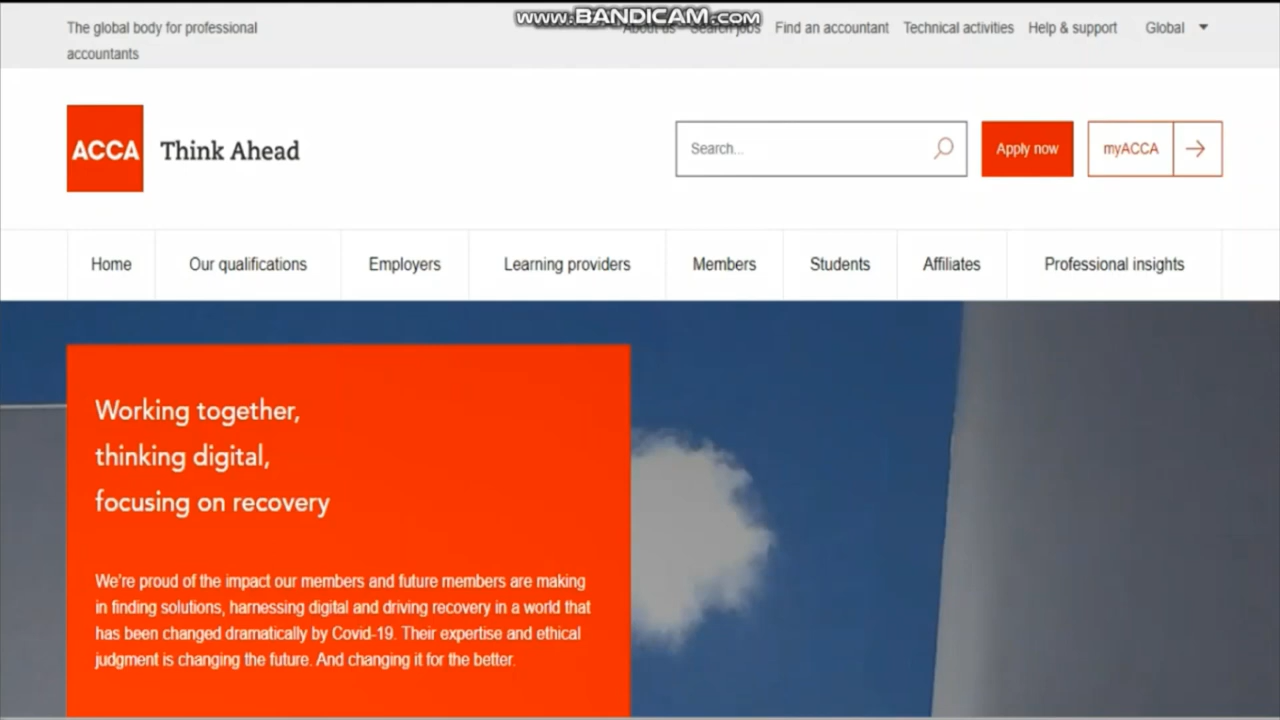 www.BANDICAM.com
The global body for professional
accountants
About us Search jobs Find an accountant Technical activities Help & support Global
ACCA Think Ahead
Search...
Apply now
myACCA
Home Our qualifications Employers Learning providers Members Students Affiliates Professional insights
Working together,
thinking digital,
focusing on recovery
We're proud of the impact our members and future members are making
in finding solutions, harnessing digital and driving recovery in a world that
has been changed dramatically by Covid-19. Their expertise and ethical
judgment is changing the future. And changing it for the better.